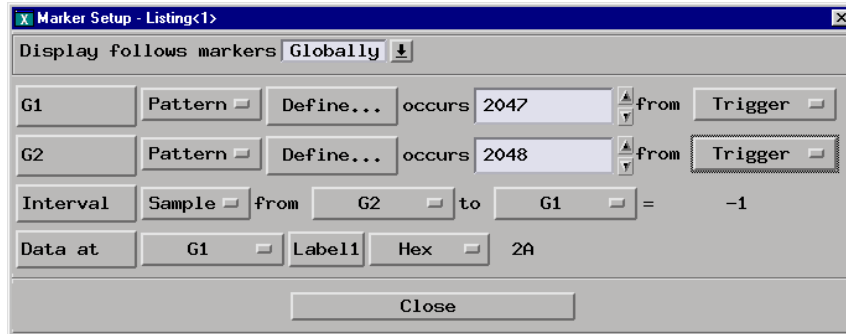 X Marker Setup - Listing<1>
Display follows markers Globally
G1 Pattern Define... occurs 2047 from Trigger
G2 Pattern Define... occurs 2048 from Trigger
Interval Sample from G2 to G1 = -1
Data at G1 Label1 Hex 2A
Close